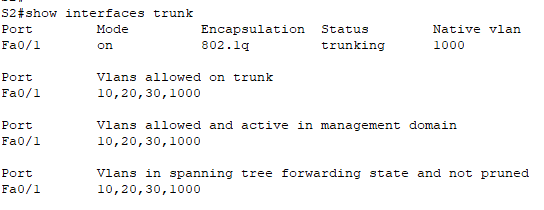 S2#show interfaces trunk
Port        Mode         Encapsulation  Status        Native vlan
Fa0/1       on           802.1q         trunking      1000
Port        Vlans allowed on trunk
Fa0/1       10,20,30,1000
Port        Vlans allowed and active in management domain
Fa0/1       10,20,30,1000
Port        Vlans in spanning tree forwarding state and not pruned
Fa0/1       10,20,30,1000